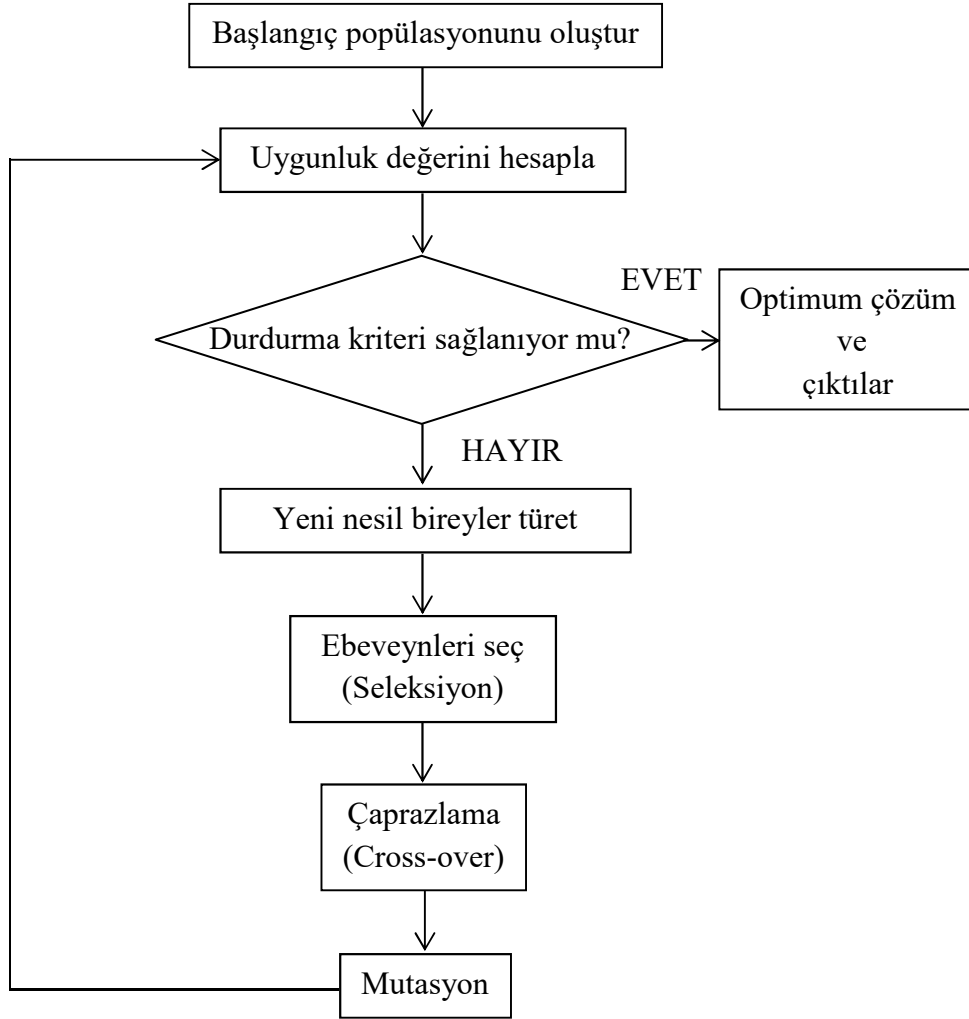 Başlangıç popülasyonunu oluştur
Uygunluk değerini hesapla
Durdurma kriteri sağlanıyor mu?
EVET
Optimum çözüm
ve
çıktılar
HAYIR
Yeni nesil bireyler türet
Ebeveynleri seç
(Seleksiyon)
Çaprazlama
(Cross-over)
Mutasyon